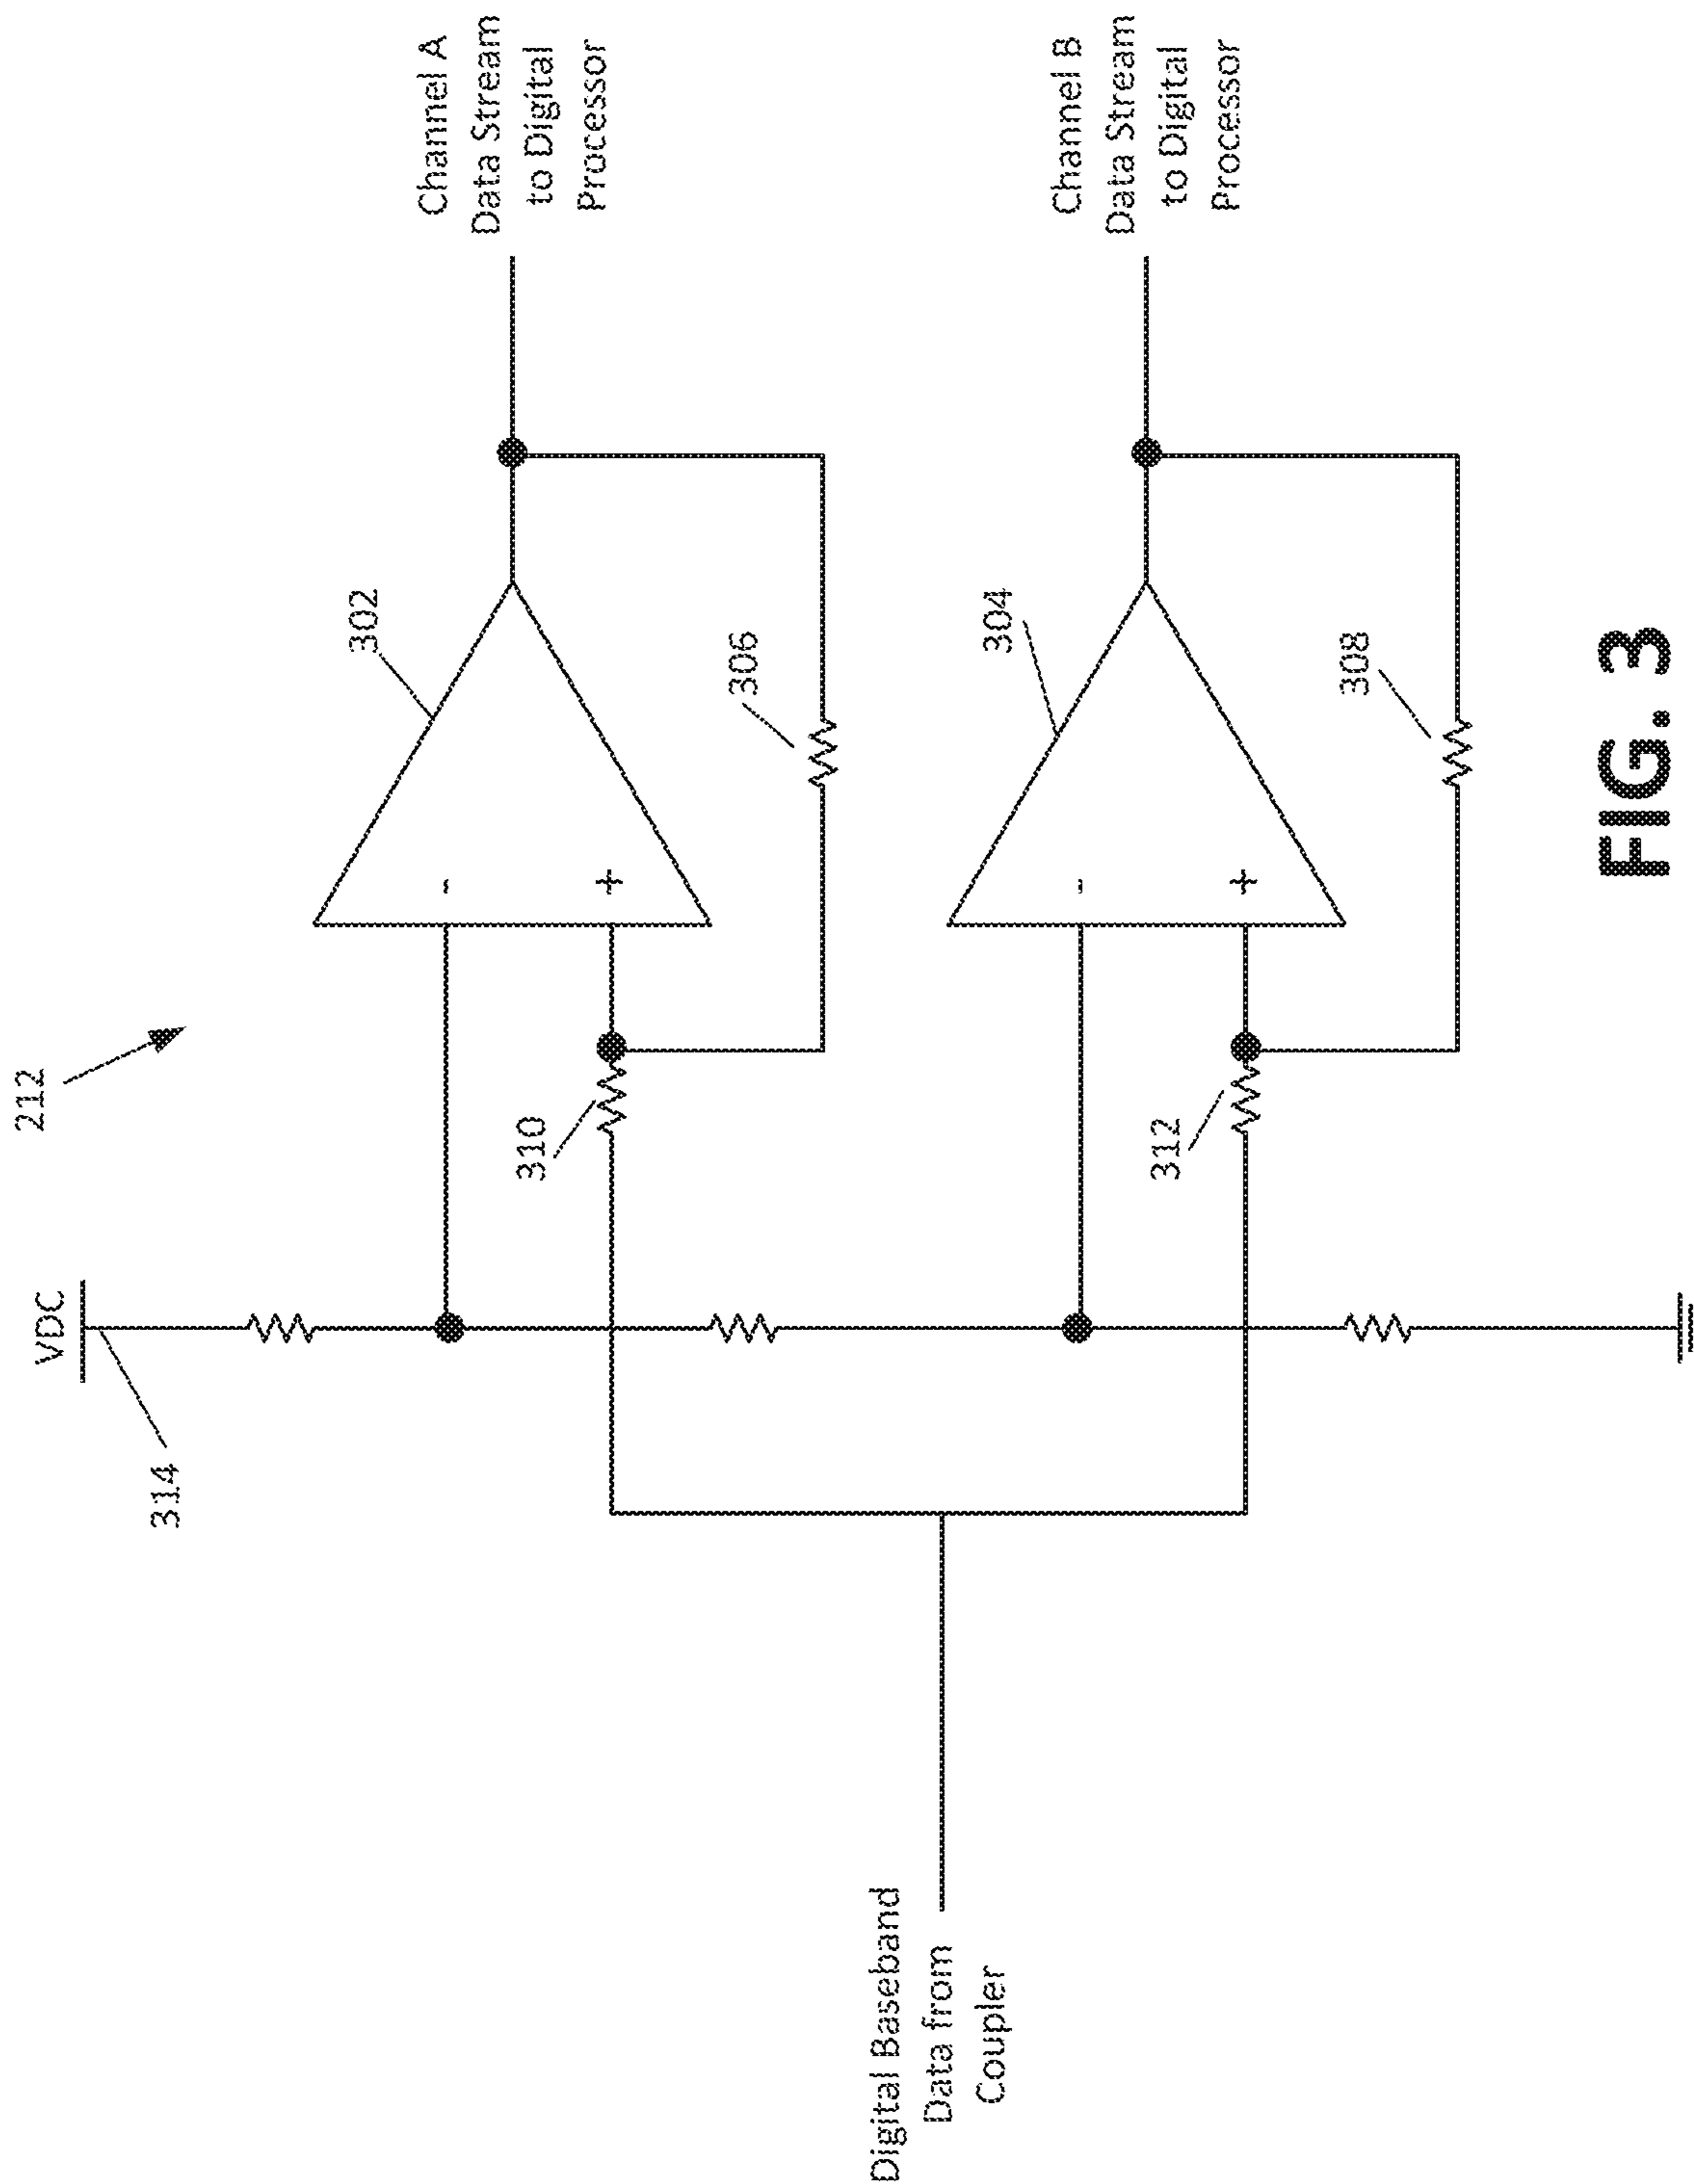 212
314
VDC
302
Channel A
Data Stream
to Digital
Processor
-
+
310
306
Digital Baseband
Data from
Coupler
304
Channel B
Data Stream
to Digital
Processor
-
+
312
308
FIG. 3